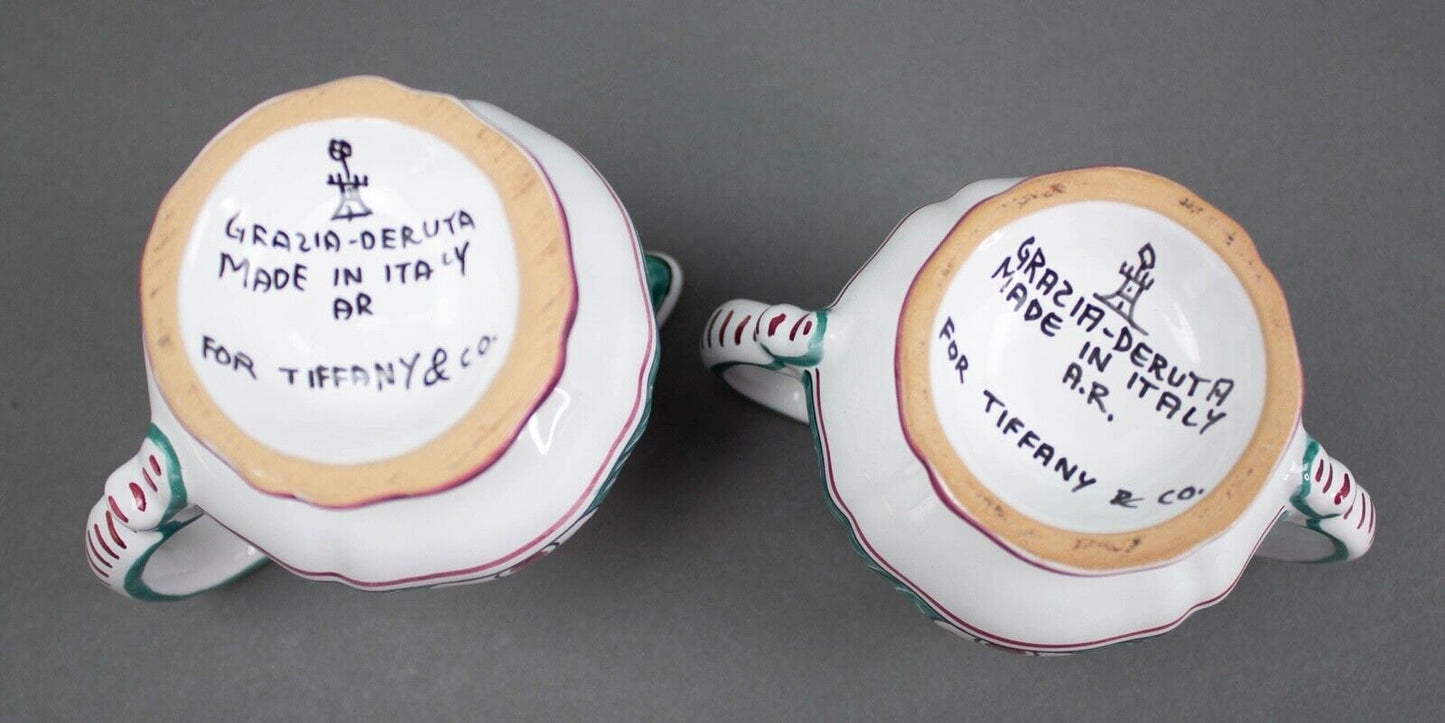 GRAZIA-DERUTA
MADE IN ITALY
AR
FOR TIFFANY & CO.
GRAZIA-DERUTA
MADE IN ITALY
A.R.
FOR TIFFANY & CO.